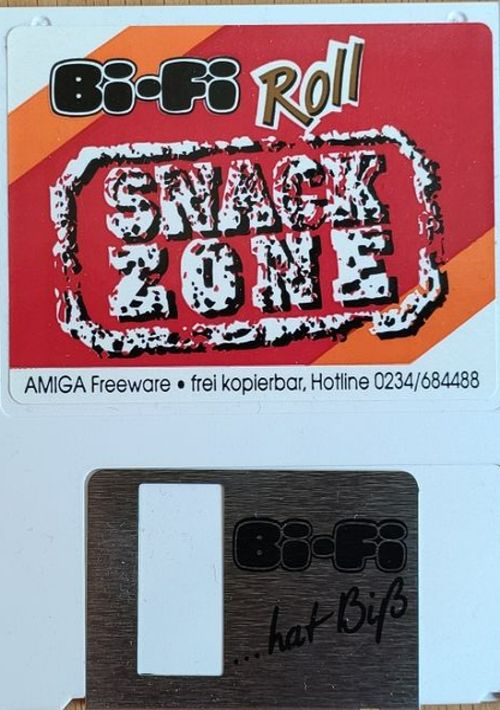 Bi-Fi Roll
SNACK
ZONE
AMIGA Freeware • frei kopierbar, Hotline 0234/684488
Bi-Fi
...hat Biß